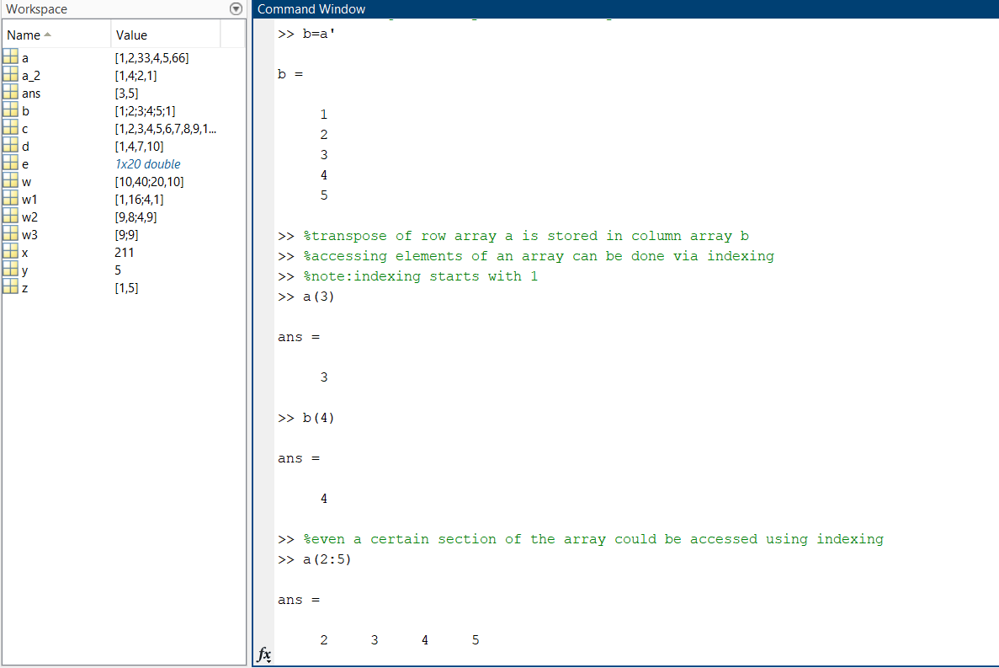 Workspace
Name Value
a [1,2,33,4,5,66]
a_2 [1,4;2,1]
ans [3,5]
b [1;2;3;4;5;1]
c [1,2,3,4,5,6,7,8,9,1...
d [1,4,7,10]
e 1x20 double
w [10,40;20,10]
w1 [1,16;4,1]
w2 [9,8;4,9]
w3 [9;9]
x 211
y 5
z [1,5]
Command Window
>> b=a'
b =
1
2
3
4
5
>> %transpose of row array a is stored in column array b
>> %accessing elements of an array can be done via indexing
>> %note:indexing starts with 1
>> a(3)
ans =
3
>> b(4)
ans =
4
>> %even a certain section of the array could be accessed using indexing
>> a(2:5)
ans =
2 3 4 5
fx